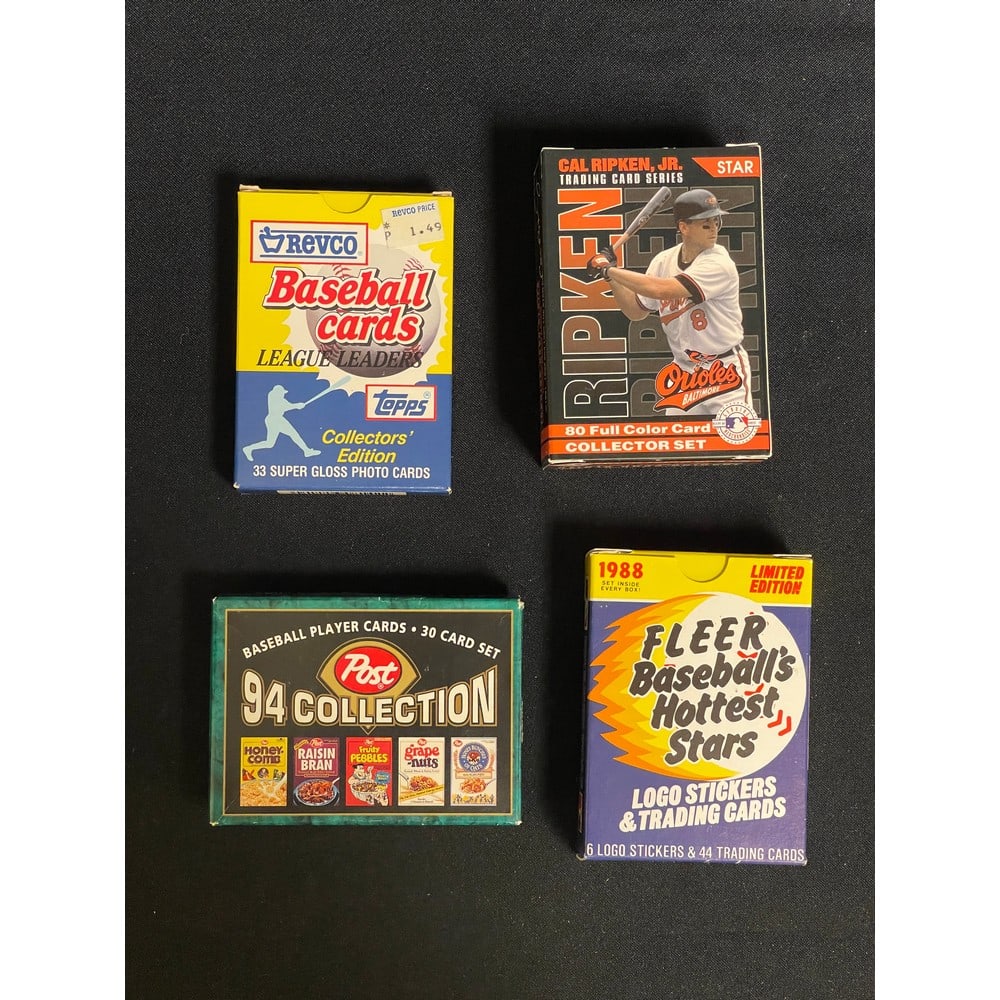 REVCO PRICE
* P 1.49
REVCO
Baseball
cards
LEAGUE LEADERS
TOPPS®
Collectors'
Edition
33 SUPER GLOSS PHOTO CARDS
CAL RIPKEN, JR.
TRADING CARD SERIES
STAR
RIPKEN
RIPKEN
RIPKEN
8
Orioles
BALTIMORE
80 Full Color Card
COLLECTOR SET
BASEBALL PLAYER CARDS • 30 CARD SET
Post
94 COLLECTION
HONEY-
COMB
Post
RAISIN
BRAN
Fruity
PEBBLES
grape
-nuts
1988
SET INSIDE
EVERY BOX!
LIMITED
EDITION
FLEER
Baseball's
Hottest
Stars
LOGO STICKERS
& TRADING CARDS
6 LOGO STICKERS & 44 TRADING CARDS